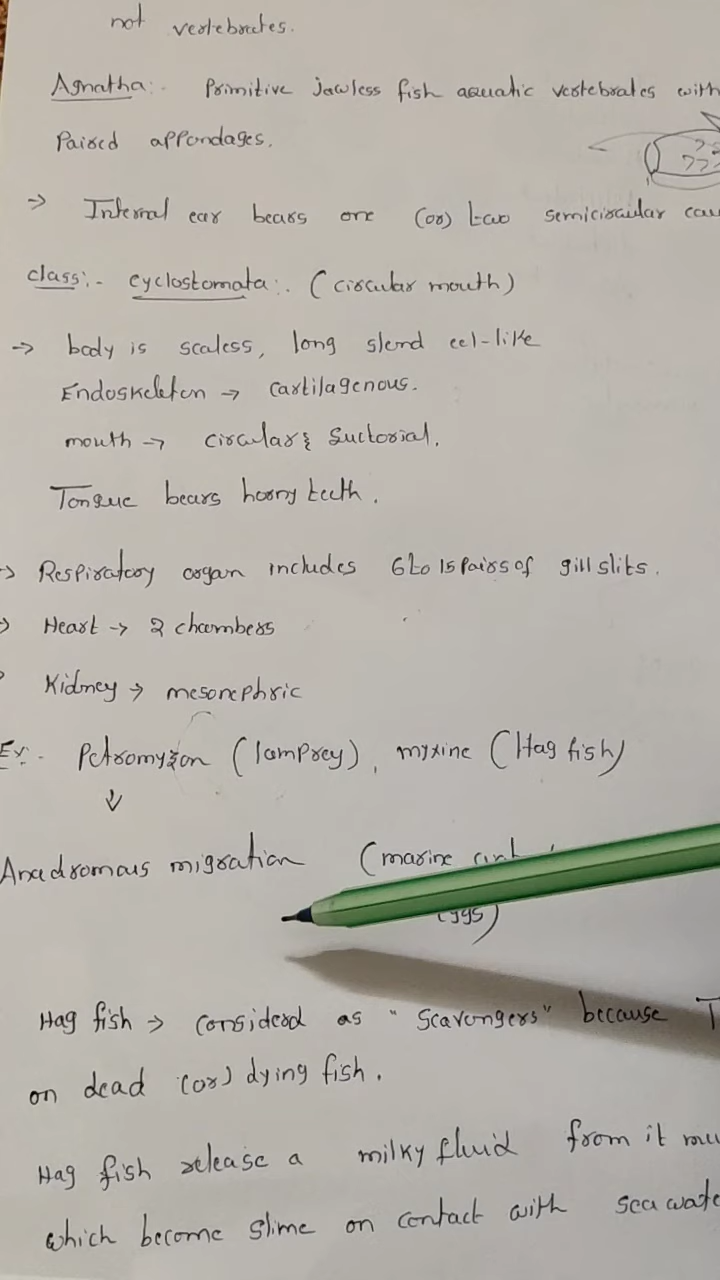 not vertebrates.
Agnatha:- Primitive jawless fish aquatic vertebrates with
Paired appendages.
→ Internal ear bears one (or) two semicircular
class:- cyclostomata:- (circular mouth)
→ body is scaless, long slend eel-like
Endoskeleton → cartilagenous.
mouth → circular & Suctorial.
Tongue bears horny teeth.
→ Respiratory organ includes 6 to 15 pairs of gill slits.
→ Heart → 2 chambers
Kidney → mesonephric
Ex:- Petromyzon (lamprey), myxine (Hag fish)
↓
Anadromous migration (marine
Hag fish → considerd as "Scavengers" because
on dead (or) dying fish.
Hag fish release a milky fluid from it
which become slime on contact with sea